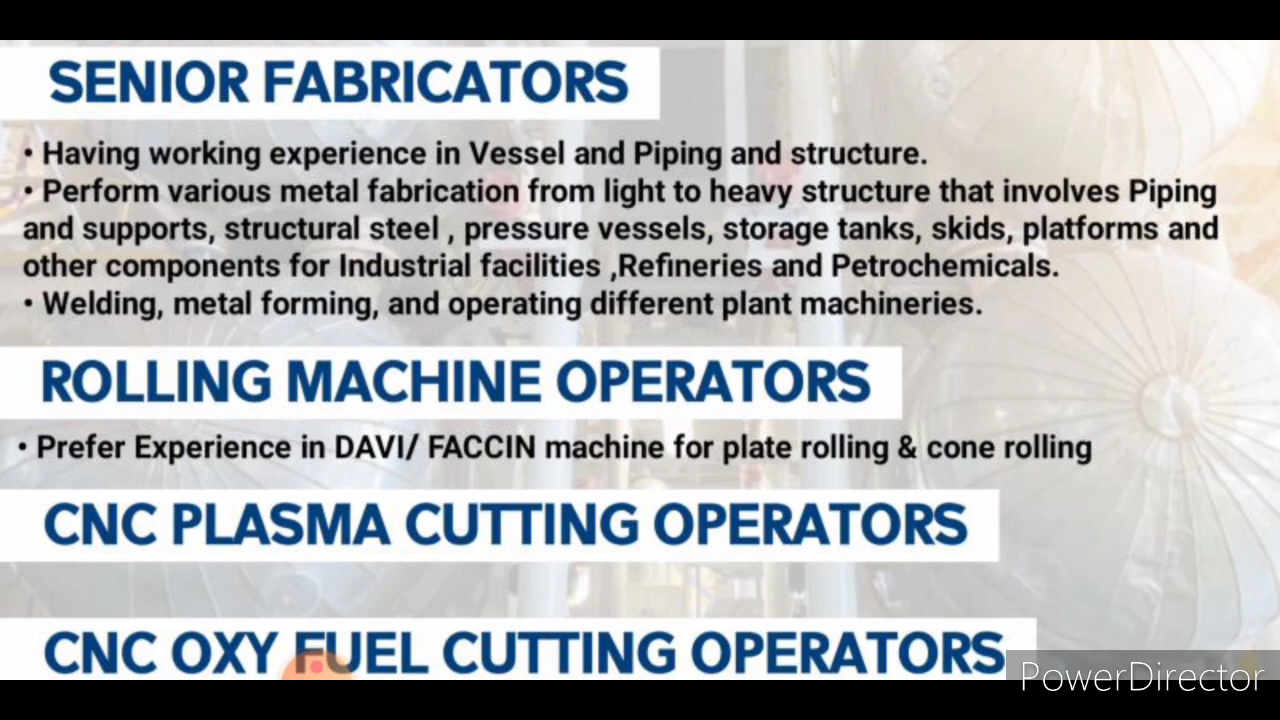 SENIOR FABRICATORS
• Having working experience in Vessel and Piping and structure.
• Perform various metal fabrication from light to heavy structure that involves Piping
and supports, structural steel , pressure vessels, storage tanks, skids, platforms and
other components for Industrial facilities ,Refineries and Petrochemicals.
• Welding, metal forming, and operating different plant machineries.
ROLLING MACHINE OPERATORS
• Prefer Experience in DAVI/ FACCIN machine for plate rolling & cone rolling
CNC PLASMA CUTTING OPERATORS
CNC OXY FUEL CUTTING OPERATORS
PowerDirector